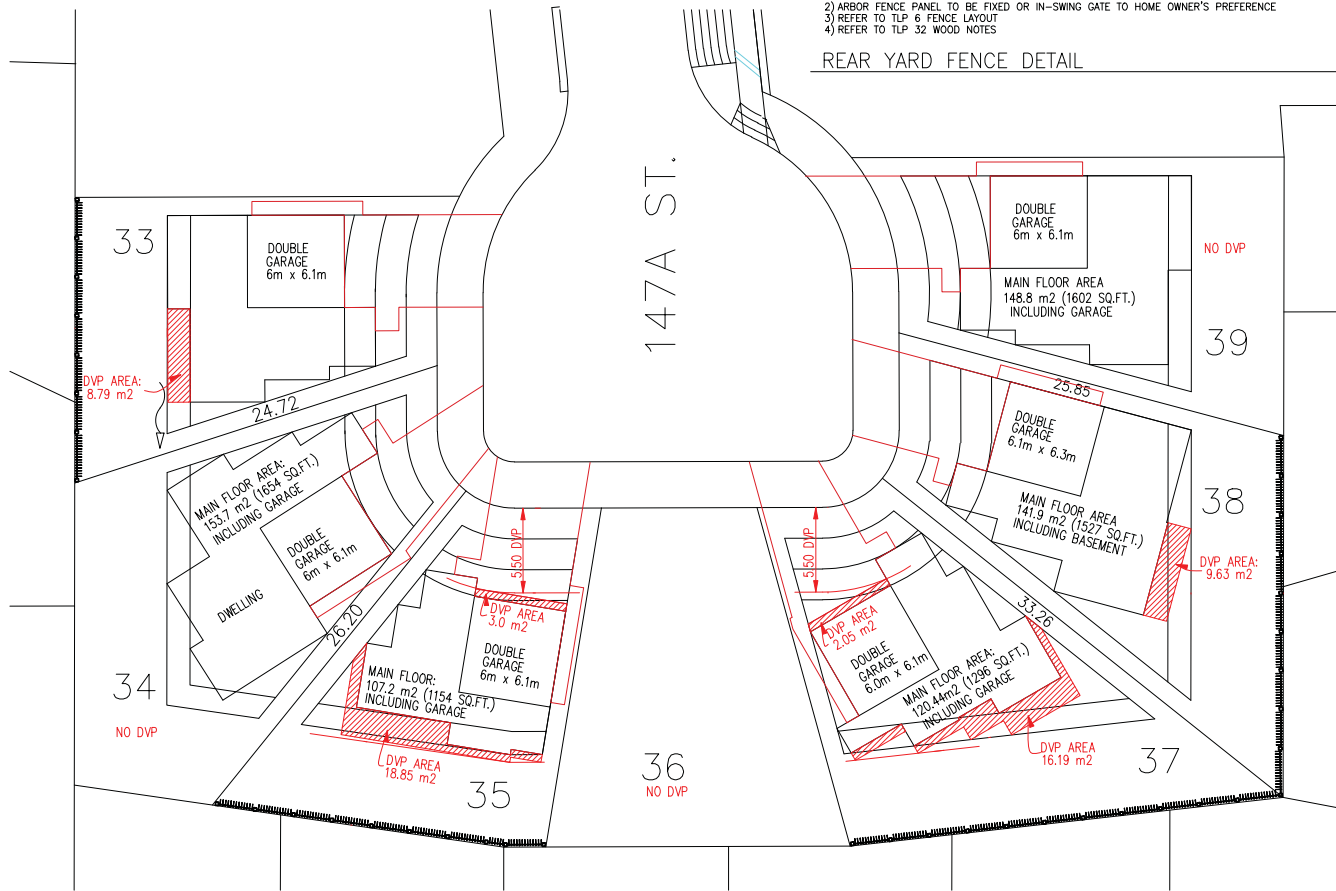 2) ARBOR FENCE PANEL TO BE FIXED OR IN-SWING GATE TO HOME OWNER'S PREFERENCE
3) REFER TO TLP 6 FENCE LAYOUT
4) REFER TO TLP 32 WOOD NOTES
REAR YARD FENCE DETAIL
147A ST.
33
DOUBLE
GARAGE
6m x 6.1m
DVP AREA:
8.79 m2
24.72
MAIN FLOOR AREA:
153.7 m2 (1654 SQ.FT.)
INCLUDING GARAGE
DOUBLE
GARAGE
6m x 6.1m
DWELLING
34
NO DVP
26.20
5.50 DVP
DVP AREA
3.0 m2
DOUBLE
GARAGE
6m x 6.1m
MAIN FLOOR:
107.2 m2 (1154 SQ.FT.)
INCLUDING GARAGE
DVP AREA
18.85 m2
35
36
NO DVP
5.50 DVP
DVP AREA
2.05 m2
DOUBLE
GARAGE
6.0m x 6.1m
MAIN FLOOR AREA:
120.44m2 (1296 SQ.FT.)
INCLUDING GARAGE
DVP AREA
16.19 m2
37
33.26
DOUBLE
GARAGE
6.1m x 6.3m
MAIN FLOOR AREA
141.9 m2 (1527 SQ.FT.)
INCLUDING BASEMENT
38
DVP AREA:
9.63 m2
25.85
DOUBLE
GARAGE
6m x 6.1m
MAIN FLOOR AREA
148.8 m2 (1602 SQ.FT.)
INCLUDING GARAGE
NO DVP
39